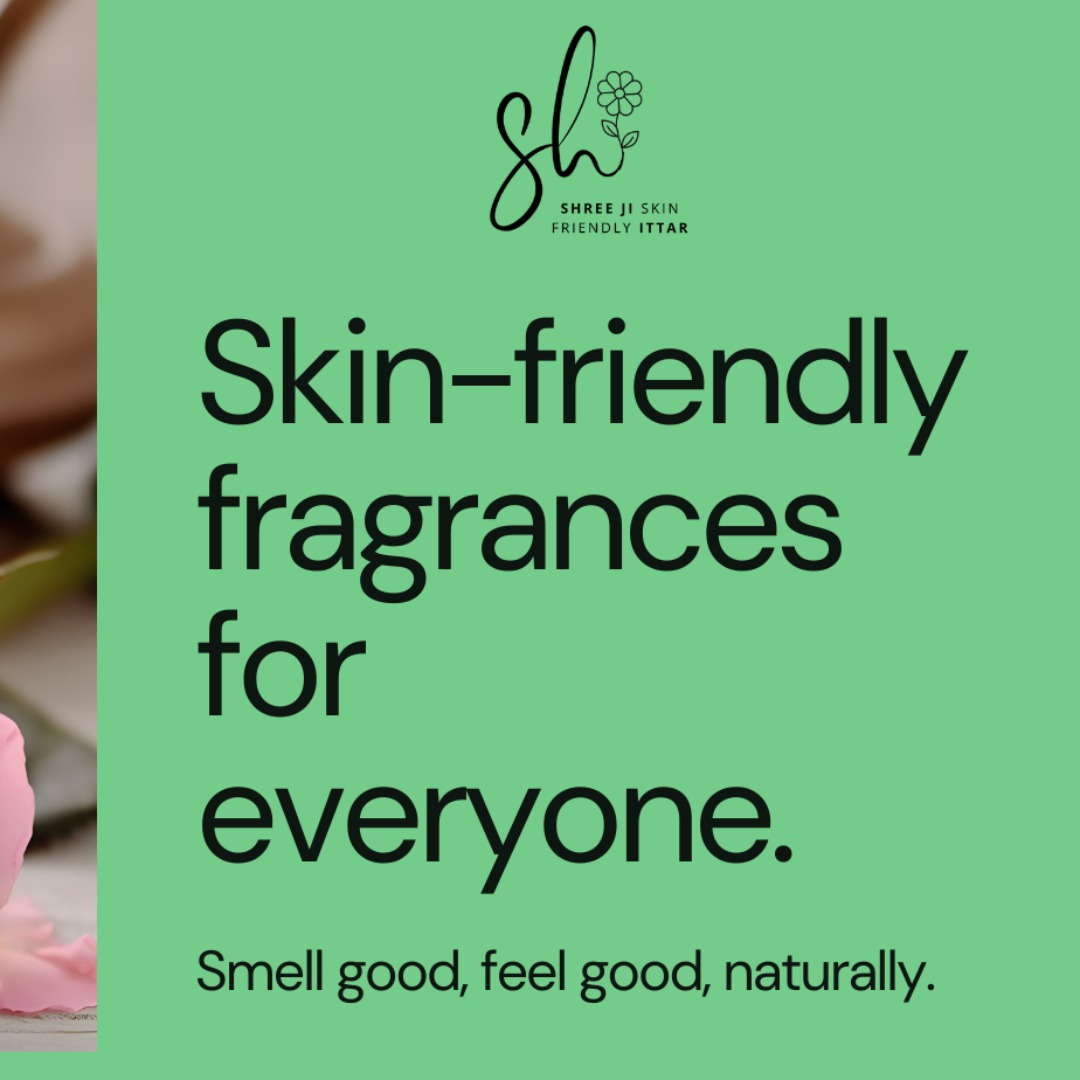 sh
SHREE JI SKIN
FRIENDLY ITTAR
Skin-friendly
fragrances
for
everyone.
Smell good, feel good, naturally.